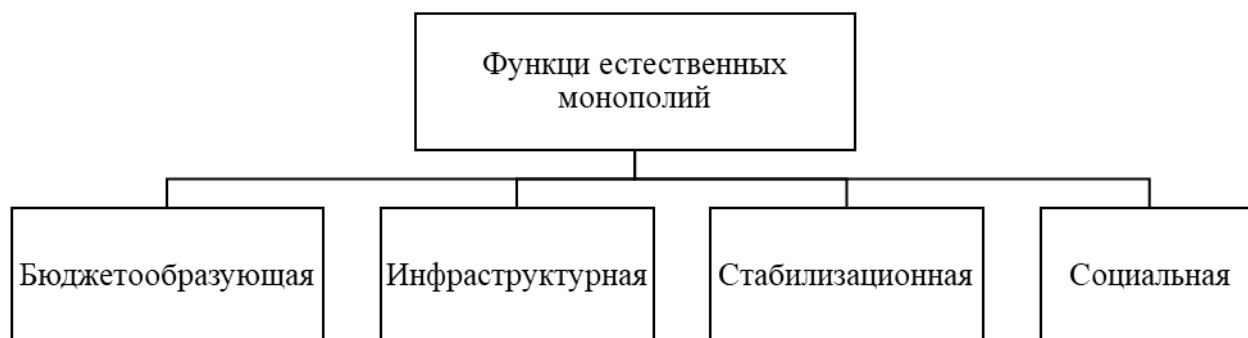 Функци естественных
монополий
Бюджетообразующая
Инфраструктурная
Стабилизационная
Социальная